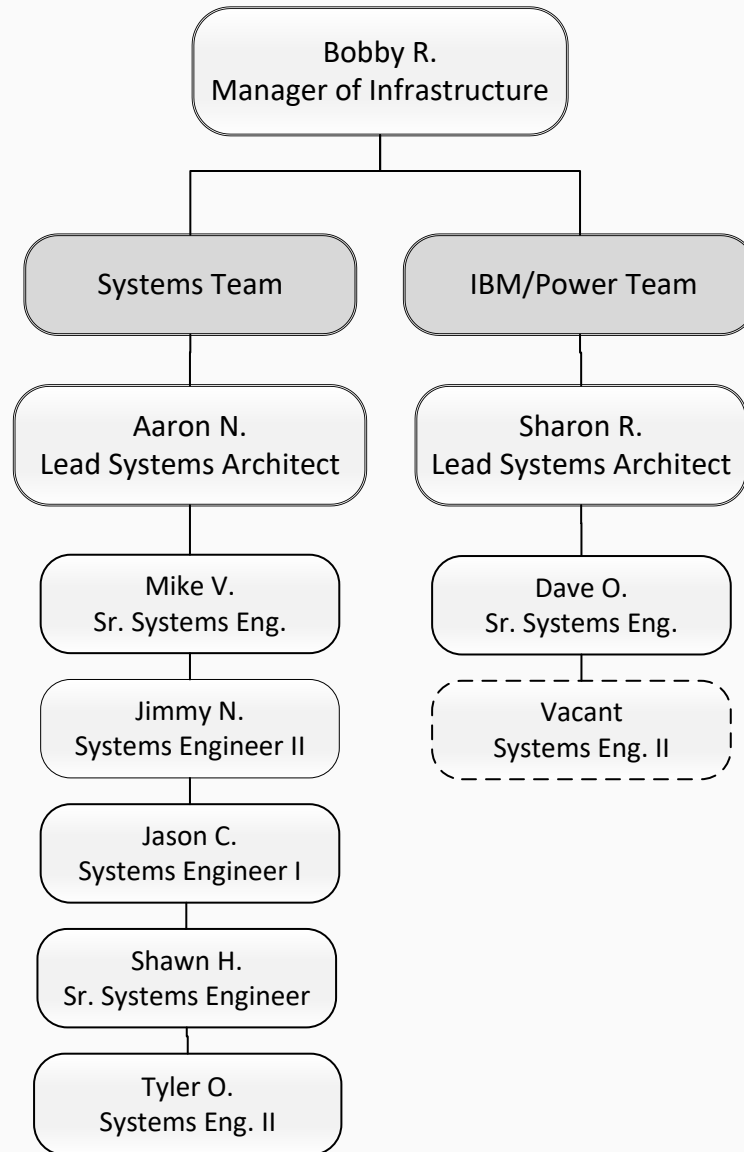 Bobby R.
Manager of Infrastructure
Systems Team
IBM/Power Team
Aaron N.
Lead Systems Architect
Sharon R.
Lead Systems Architect
Mike V.
Sr. Systems Eng.
Dave O.
Sr. Systems Eng.
Jimmy N.
Systems Engineer II
Vacant
Systems Eng. II
Jason C.
Systems Engineer I
Shawn H.
Sr. Systems Engineer
Tyler O.
Systems Eng. II